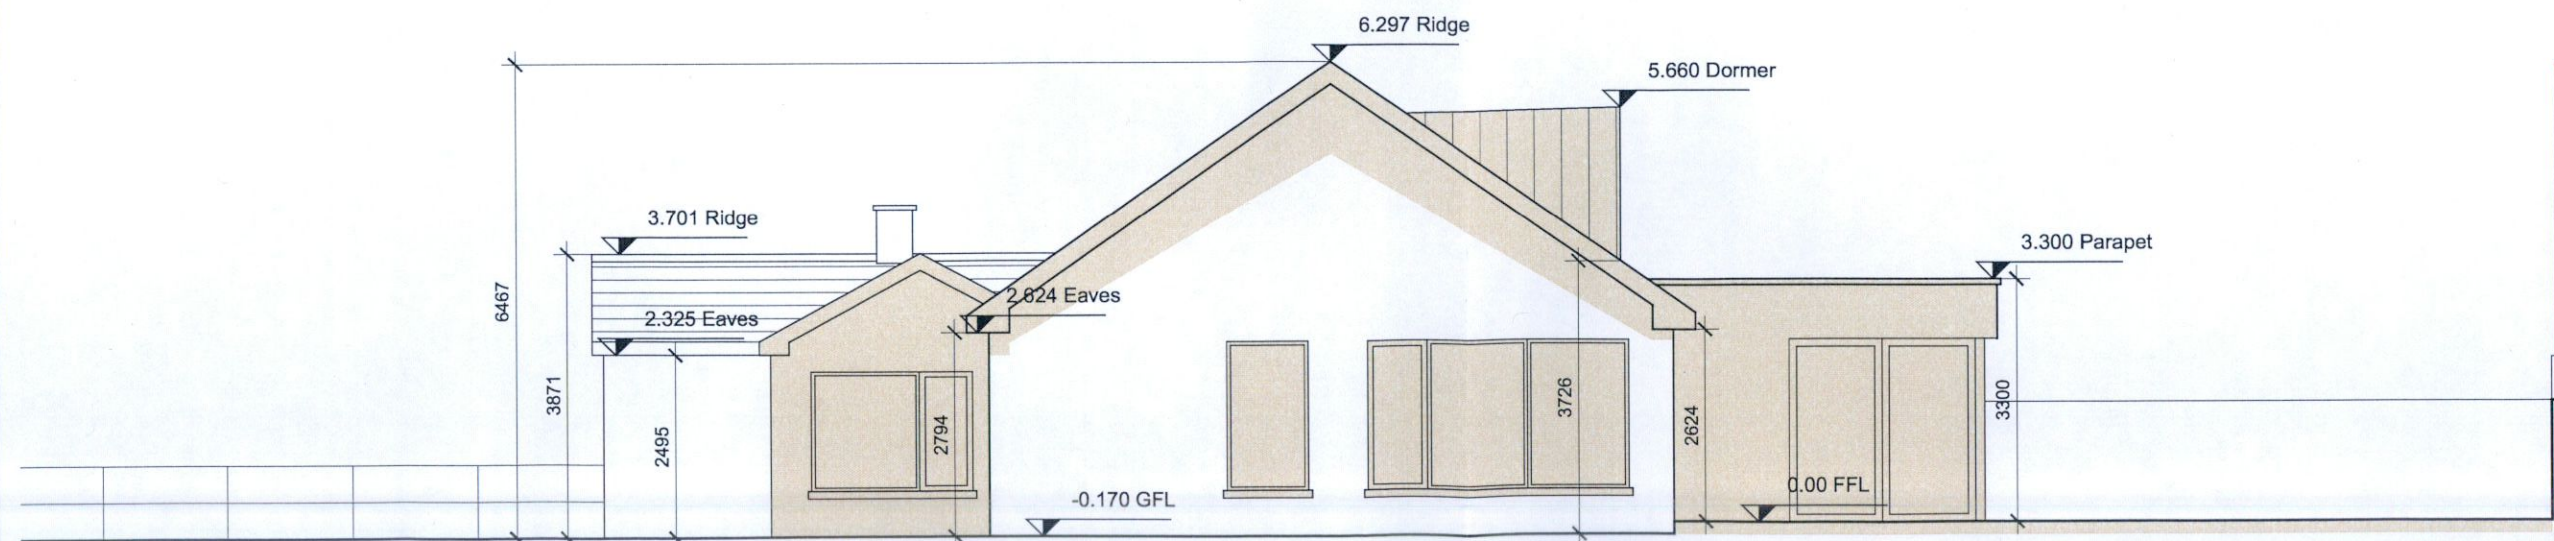 6.297 Ridge
5.660 Dormer
3.701 Ridge
3.300 Parapet
6467
2.624 Eaves
2.325 Eaves
3871
3726
3300
2794
2624
2495
0.00 FFL
-0.170 GFL